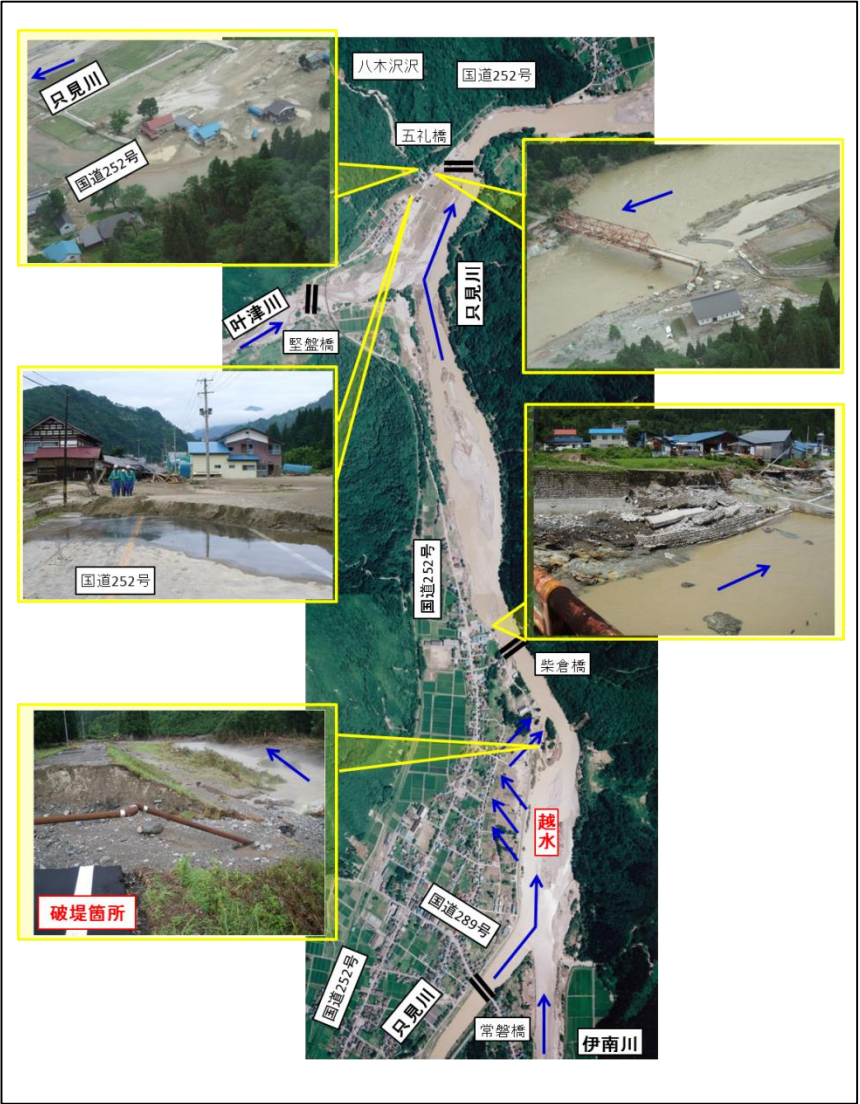 只見川
国道252号
八木沢沢
国道252号
五礼橋
叶津川
堅盤橋
只見川
国道252号
国道252号
柴倉橋
越水
破堤箇所
国道289号
国道252号
只見川
常磐橋
伊南川